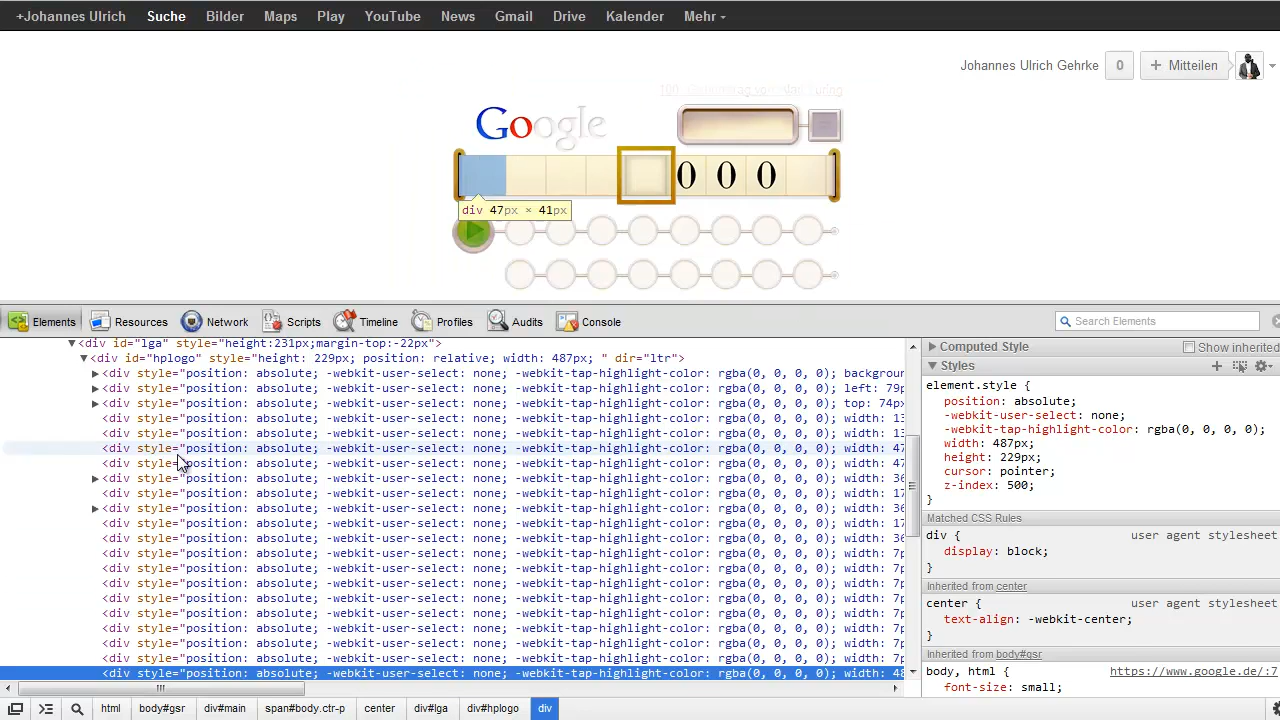 +Johannes Ulrich Suche Bilder Maps Play YouTube News Gmail Drive Kalender Mehr
Johannes Ulrich Gehrke 0 + Mitteilen
Google
0 0 0
div 47px × 41px
Elements Resources Network Scripts Timeline Profiles Audits Console Search Elements
▼<div id="lga" style="height:231px;margin-top:-22px">
▼<div id="hplogo" style="height: 229px; position: relative; width: 487px; " dir="ltr">
▶<div style="position: absolute; -webkit-user-select: none; -webkit-tap-highlight-color: rgba(0, 0, 0, 0); backgroun
▶<div style="position: absolute; -webkit-user-select: none; -webkit-tap-highlight-color: rgba(0, 0, 0, 0); left: 79p
▶<div style="position: absolute; -webkit-user-select: none; -webkit-tap-highlight-color: rgba(0, 0, 0, 0); top: 74px
<div style="position: absolute; -webkit-user-select: none; -webkit-tap-highlight-color: rgba(0, 0, 0, 0); width: 13
<div style="position: absolute; -webkit-user-select: none; -webkit-tap-highlight-color: rgba(0, 0, 0, 0); width: 13
<div style="position: absolute; -webkit-user-select: none; -webkit-tap-highlight-color: rgba(0, 0, 0, 0); width: 47
<div style="position: absolute; -webkit-user-select: none; -webkit-tap-highlight-color: rgba(0, 0, 0, 0); width: 47
▶<div style="position: absolute; -webkit-user-select: none; -webkit-tap-highlight-color: rgba(0, 0, 0, 0); width: 36
<div style="position: absolute; -webkit-user-select: none; -webkit-tap-highlight-color: rgba(0, 0, 0, 0); width: 17
▶<div style="position: absolute; -webkit-user-select: none; -webkit-tap-highlight-color: rgba(0, 0, 0, 0); width: 36
<div style="position: absolute; -webkit-user-select: none; -webkit-tap-highlight-color: rgba(0, 0, 0, 0); width: 17
<div style="position: absolute; -webkit-user-select: none; -webkit-tap-highlight-color: rgba(0, 0, 0, 0); width: 36
<div style="position: absolute; -webkit-user-select: none; -webkit-tap-highlight-color: rgba(0, 0, 0, 0); width: 7p
<div style="position: absolute; -webkit-user-select: none; -webkit-tap-highlight-color: rgba(0, 0, 0, 0); width: 7p
<div style="position: absolute; -webkit-user-select: none; -webkit-tap-highlight-color: rgba(0, 0, 0, 0); width: 7p
<div style="position: absolute; -webkit-user-select: none; -webkit-tap-highlight-color: rgba(0, 0, 0, 0); width: 7p
<div style="position: absolute; -webkit-user-select: none; -webkit-tap-highlight-color: rgba(0, 0, 0, 0); width: 7p
<div style="position: absolute; -webkit-user-select: none; -webkit-tap-highlight-color: rgba(0, 0, 0, 0); width: 7p
<div style="position: absolute; -webkit-user-select: none; -webkit-tap-highlight-color: rgba(0, 0, 0, 0); width: 7p
<div style="position: absolute; -webkit-user-select: none; -webkit-tap-highlight-color: rgba(0, 0, 0, 0); width: 7p
<div style="position: absolute; -webkit-user-select: none; -webkit-tap-highlight-color: rgba(0, 0, 0, 0); width: 48
▶ Computed Style Show inherited
▼ Styles
element.style {
position: absolute;
-webkit-user-select: none;
-webkit-tap-highlight-color: rgba(0, 0, 0, 0);
width: 487px;
height: 229px;
cursor: pointer;
z-index: 500;
}
Matched CSS Rules
div { user agent stylesheet
display: block;
}
Inherited from center
center { user agent stylesheet
text-align: -webkit-center;
}
Inherited from body#gsr
body, html { https://www.google.de/:7
font-size: small;
html body#gsr div#main span#body.ctr-p center div#lga div#hplogo div